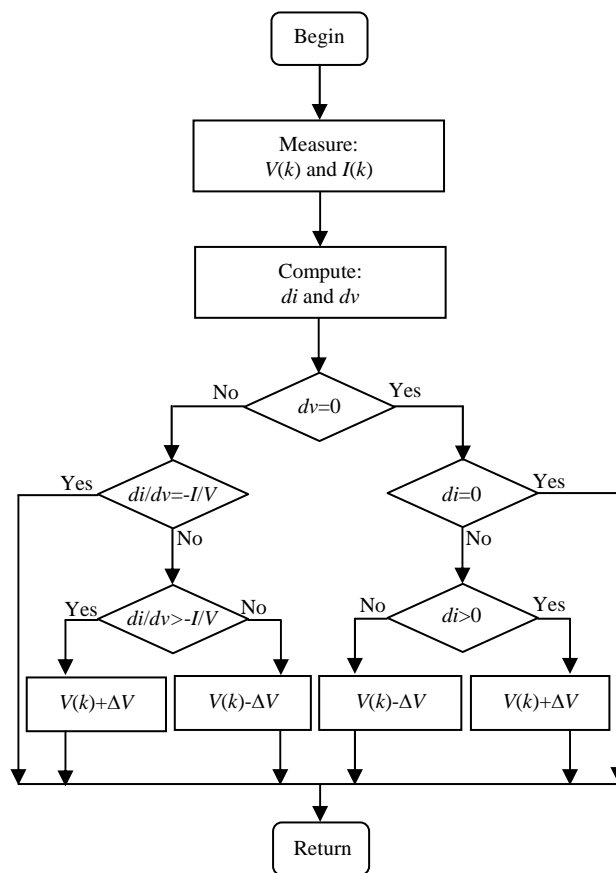 Begin
Measure:
V(k) and I(k)
Compute:
di and dv
No
Yes
dv=0
Yes
di/dv=-I/V
di=0
Yes
No
No
Yes
di/dv>-I/V
No
No
di>0
Yes
V(k)+ΔV
V(k)-ΔV
V(k)-ΔV
V(k)+ΔV
Return